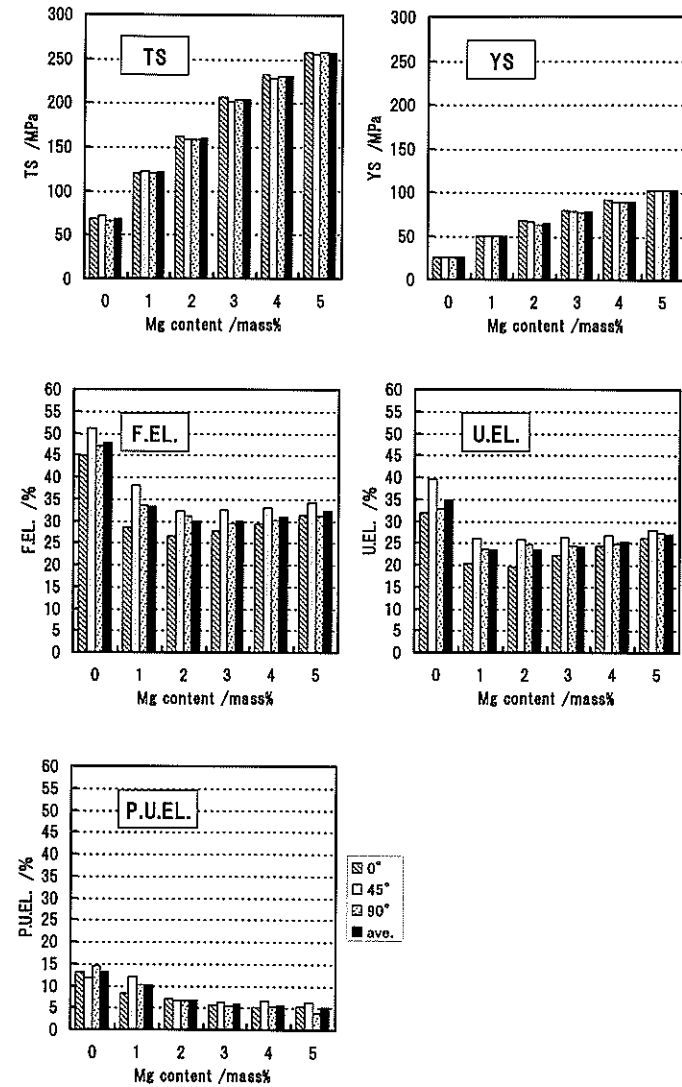 TS
TS /MPa
300
250
200
150
100
50
0
0 1 2 3 4 5
Mg content /mass%
YS
YS /MPa
300
250
200
150
100
50
0
0 1 2 3 4 5
Mg content /mass%
F.EL.
F.EL. /%
60
55
50
45
40
35
30
25
20
15
10
5
0
0 1 2 3 4 5
Mg content /mass%
U.EL.
U.EL. /%
60
55
50
45
40
35
30
25
20
15
10
5
0
0 1 2 3 4 5
Mg content /mass%
P.U.EL.
P.U.EL. /%
60
55
50
45
40
35
30
25
20
15
10
5
0
0 1 2 3 4 5
Mg content /mass%
0°
45°
90°
ave.